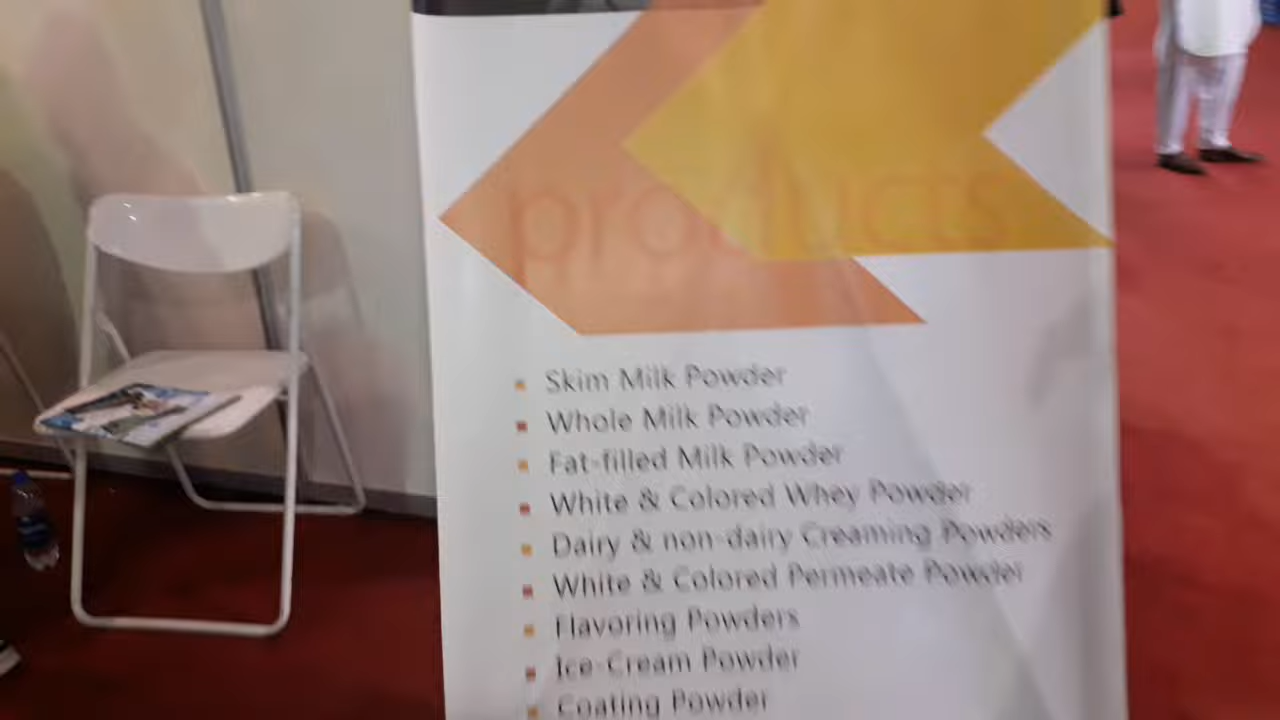 products
Skim Milk Powder
Whole Milk Powder
Fat-filled Milk Powder
White & Colored Whey Powder
Dairy & non-dairy Creaming Powders
White & Colored Permeate Powder
Flavoring Powders
Ice-Cream Powder
Coating Powder